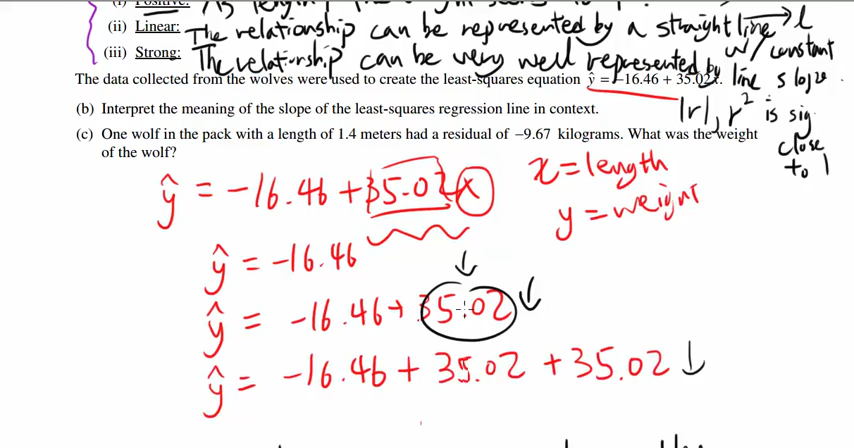 (i) Positive:
(ii) Linear: The relationship can be represented by a straight line
w/ constant
slope
(iii) Strong: The relationship can be very well represented by line
|r|, r² is sig
close
to 1
The data collected from the wolves were used to create the least-squares equation ŷ = −16.46 + 35.02x.
(b) Interpret the meaning of the slope of the least-squares regression line in context.
(c) One wolf in the pack with a length of 1.4 meters had a residual of −9.67 kilograms. What was the weight
of the wolf?
ŷ = -16.46 + 35.02 x
x = length
y = weight
ŷ = -16.46
ŷ = -16.46 + 35.02
ŷ = -16.46 + 35.02 + 35.02